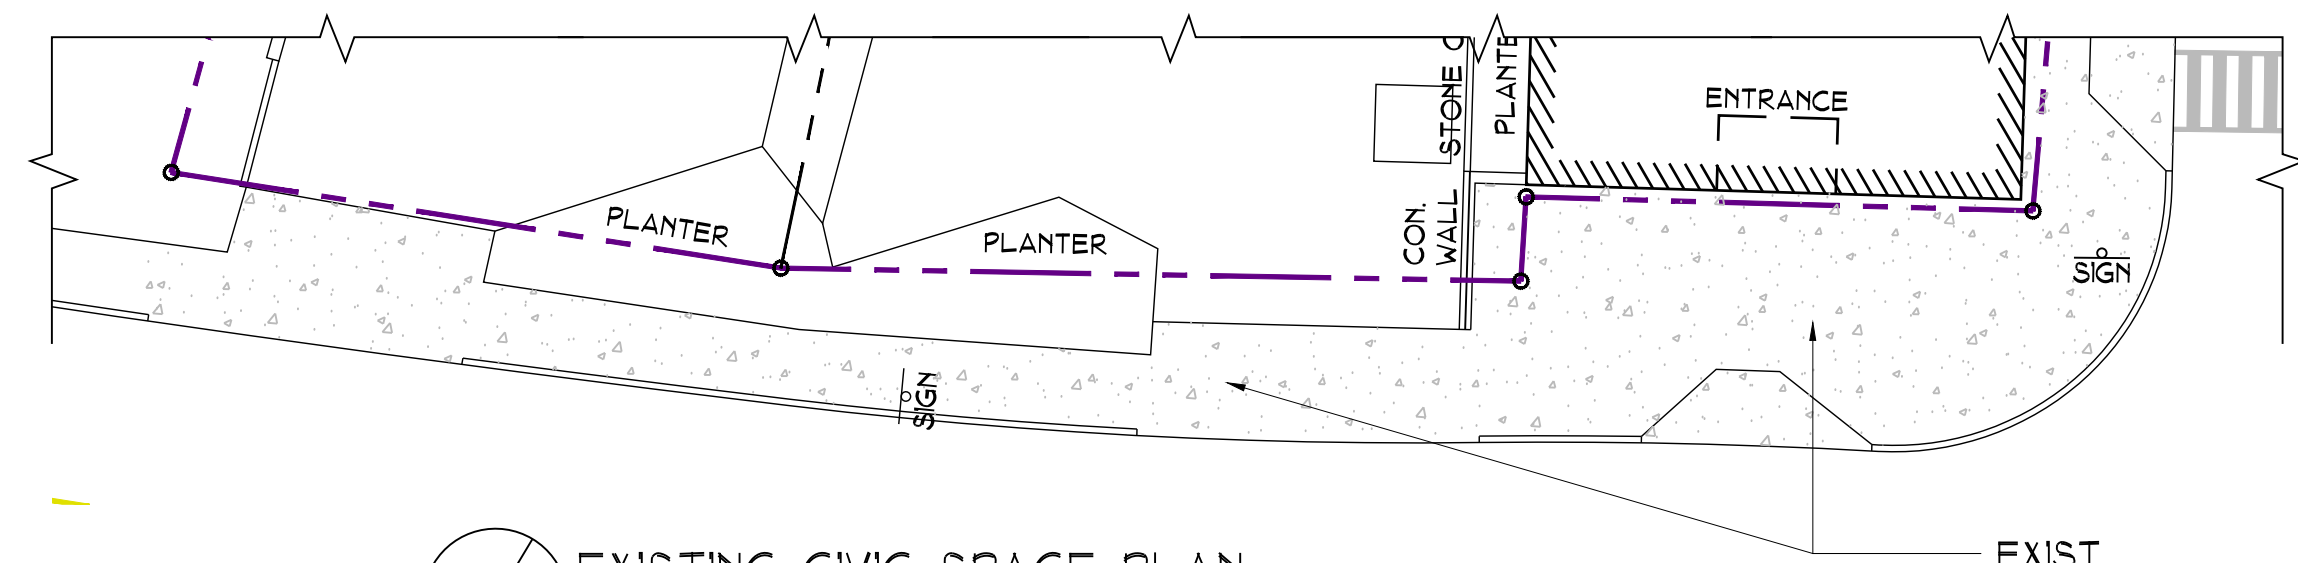 STONE
PLANTE
ENTRANCE
PLANTER
PLANTER
CON.
WALL
SIGN
SIGN
EXIST
EXISTING CIVIC SPACE PLAN